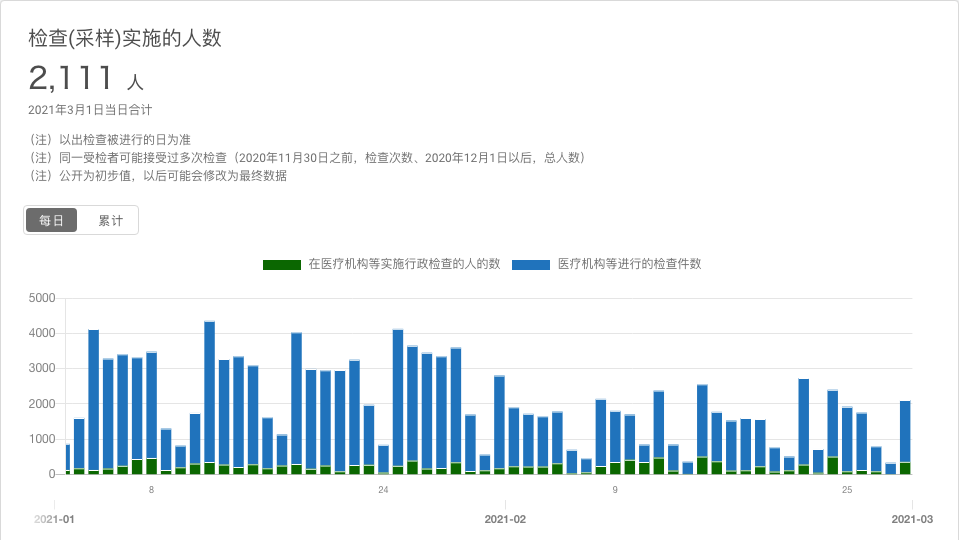 检查(采样)实施的人数
2,111 人
2021年3月1日当日合计
（注）以出检查被进行的日为准
（注）同一受检者可能接受过多次检查（2020年11月30日之前，检查次数、2020年12月1日以后，总人数）
（注）公开为初步值，以后可能会修改为最终数据
每日 累计
在医疗机构等实施行政检查的人的数 医疗机构等进行的检查件数
5000
4000
3000
2000
1000
0
8 24 9 25
2021-01 2021-02 2021-03